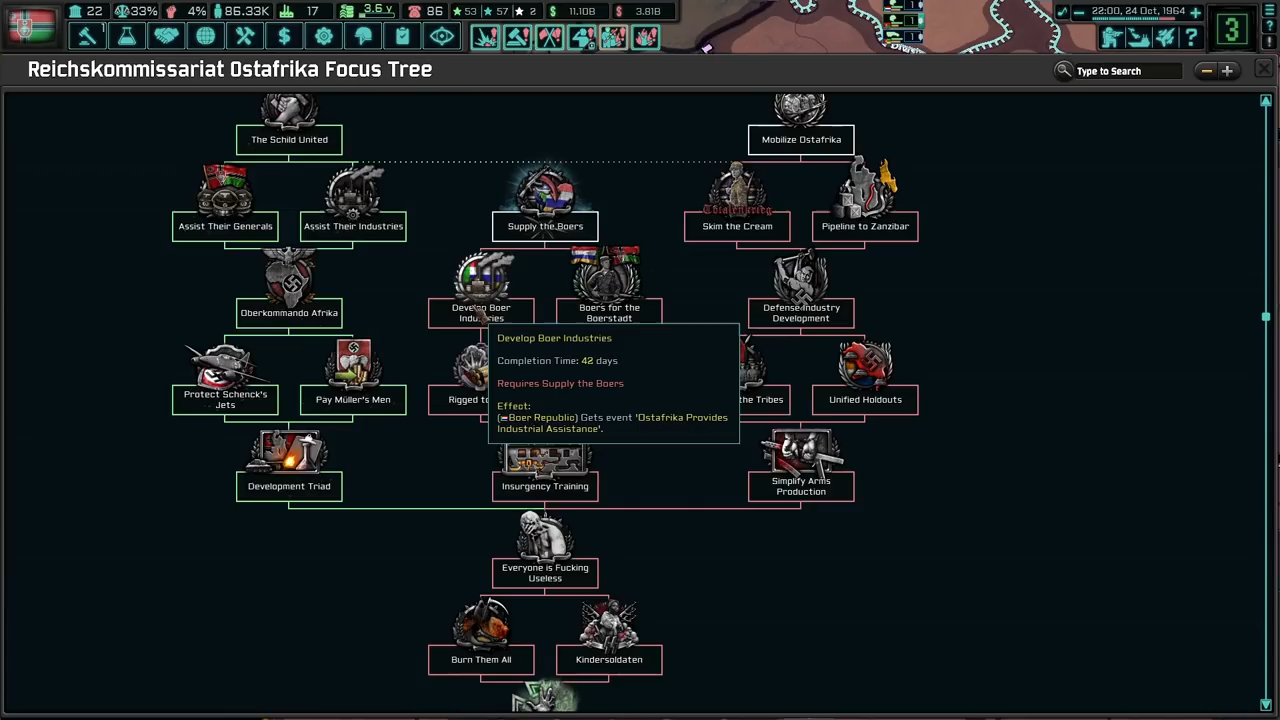 22 33% 4% 86.33K 17 3.6 v 86 53 57 2 $ 11.10B $ 3.81B
22:00, 24 Oct, 1964
3
Reichskommissariat Ostafrika Focus Tree
Type to Search
The Schild United
Mobilize Ostafrika
Totalenkrieg
Assist Their Generals
Assist Their Industries
Supply the Boers
Skim the Cream
Pipeline to Zanzibar
Oberkommando Afrika
Develop Boer
Industries
Boers for the
Boerstadt
Defense Industry
Development
Develop Boer Industries
Completion Time: 42 days
Requires Supply the Boers
Effect:
(Boer Republic) Gets event 'Ostafrika Provides
Industrial Assistance'.
Protect Schenck's
Jets
Pay Müller's Men
Rigged to
the Tribes
Unified Holdouts
Development Triad
Insurgency Training
Simplify Arms
Production
Everyone is Fucking
Useless
Burn Them All
Kindersoldaten